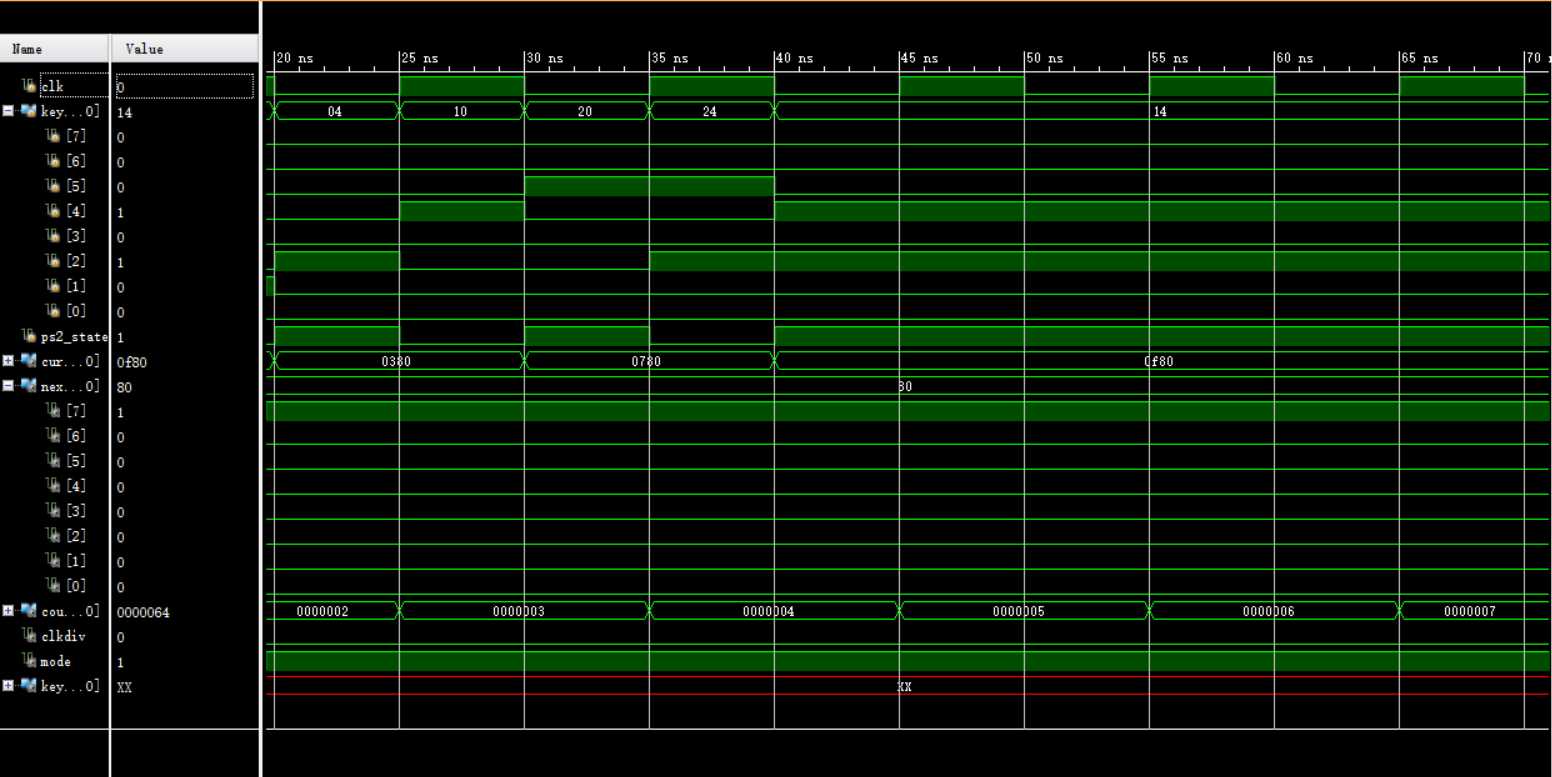 Name Value
20 ns 25 ns 30 ns 35 ns 40 ns 45 ns 50 ns 55 ns 60 ns 65 ns 70
clk 0
key...0] 14 04 10 20 24 14
[7] 0
[6] 0
[5] 0
[4] 1
[3] 0
[2] 1
[1] 0
[0] 0
ps2_state 1
cur...0] 0f80 0380 0780 0f80
nex...0] 80 80
[7] 1
[6] 0
[5] 0
[4] 0
[3] 0
[2] 0
[1] 0
[0] 0
cou...0] 0000064 0000002 0000003 0000004 0000005 0000006 0000007
clkdiv 0
mode 1
key...0] XX XX